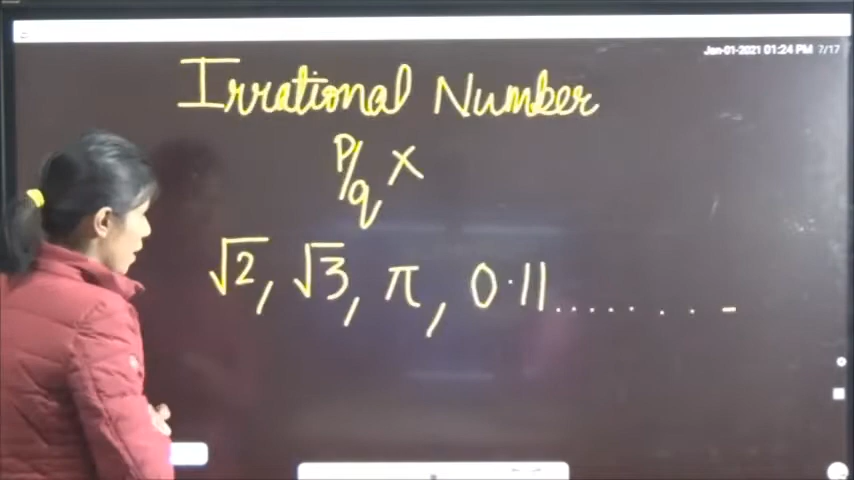 Jan-01-2021 01:24 PM 7/17
Irrational Number
P/q ×
√2, √3, π, 0.11.......-